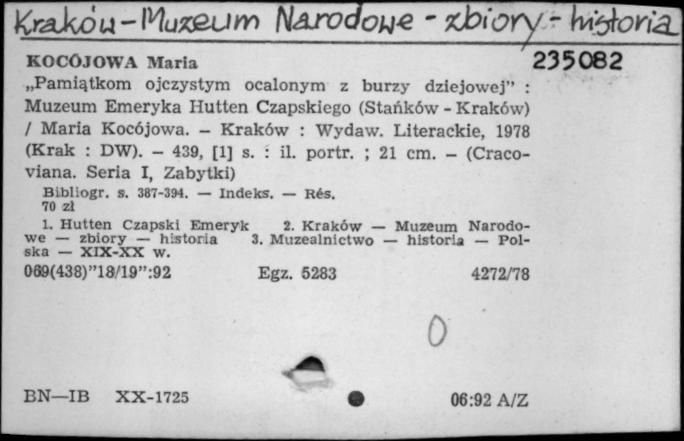 Kraków - Muzeum Narodowe - zbiory - historia
KOCÓJOWA Maria 235082
„Pamiątkom ojczystym ocalonym z burzy dziejowej” :
Muzeum Emeryka Hutten Czapskiego (Stańków - Kraków)
/ Maria Kocójowa. — Kraków : Wydaw. Literackie, 1978
(Krak : DW). — 439, [1] s. : il. portr. ; 21 cm. — (Craco-
viana. Seria I, Zabytki)
Bibliogr. s. 387-394. — Indeks. — Rés.
70 zł
1. Hutten Czapski Emeryk 2. Kraków — Muzeum Narodo-
we — zbiory — historia 3. Muzealnictwo — historia — Pol-
ska — XIX-XX w.
069(438)”18/19”:92 Egz. 5283 4272/78
0
BN—IB XX-1725 06:92 A/Z